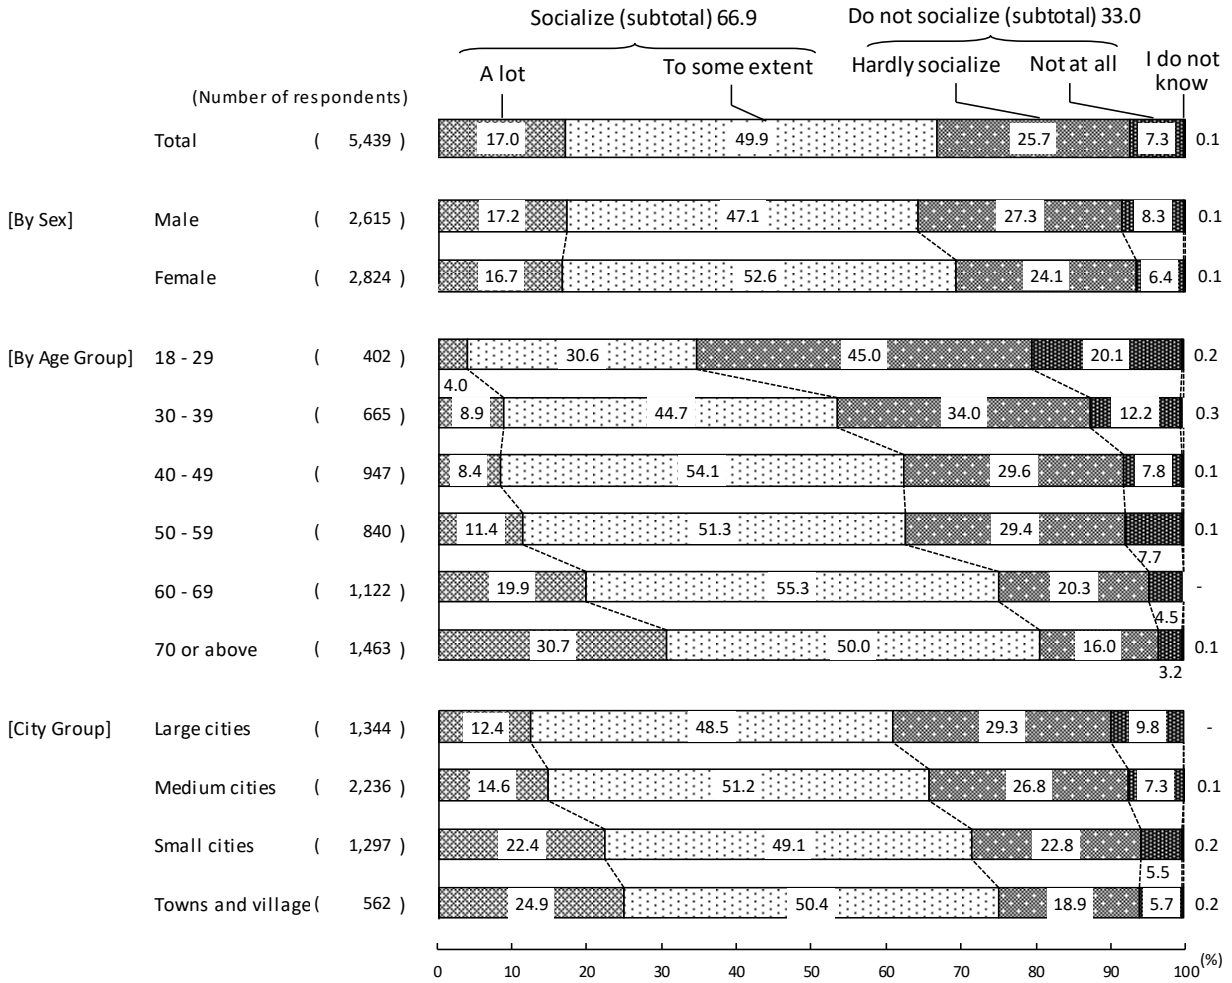 Socialize (subtotal) 66.9 Do not socialize (subtotal) 33.0
A lot To some extent Hardly socialize Not at all I do not know
(Number of respondents)
Total ( 5,439 ) 17.0 49.9 25.7 7.3 0.1
[By Sex] Male ( 2,615 ) 17.2 47.1 27.3 8.3 0.1
Female ( 2,824 ) 16.7 52.6 24.1 6.4 0.1
[By Age Group] 18 - 29 ( 402 ) 4.0 30.6 45.0 20.1 0.2
30 - 39 ( 665 ) 8.9 44.7 34.0 12.2 0.3
40 - 49 ( 947 ) 8.4 54.1 29.6 7.8 0.1
50 - 59 ( 840 ) 11.4 51.3 29.4 7.7 0.1
60 - 69 ( 1,122 ) 19.9 55.3 20.3 4.5 -
70 or above ( 1,463 ) 30.7 50.0 16.0 3.2 0.1
[City Group] Large cities ( 1,344 ) 12.4 48.5 29.3 9.8 -
Medium cities ( 2,236 ) 14.6 51.2 26.8 7.3 0.1
Small cities ( 1,297 ) 22.4 49.1 22.8 5.5 0.2
Towns and village ( 562 ) 24.9 50.4 18.9 5.7 0.2
0 10 20 30 40 50 60 70 80 90 100 (%)